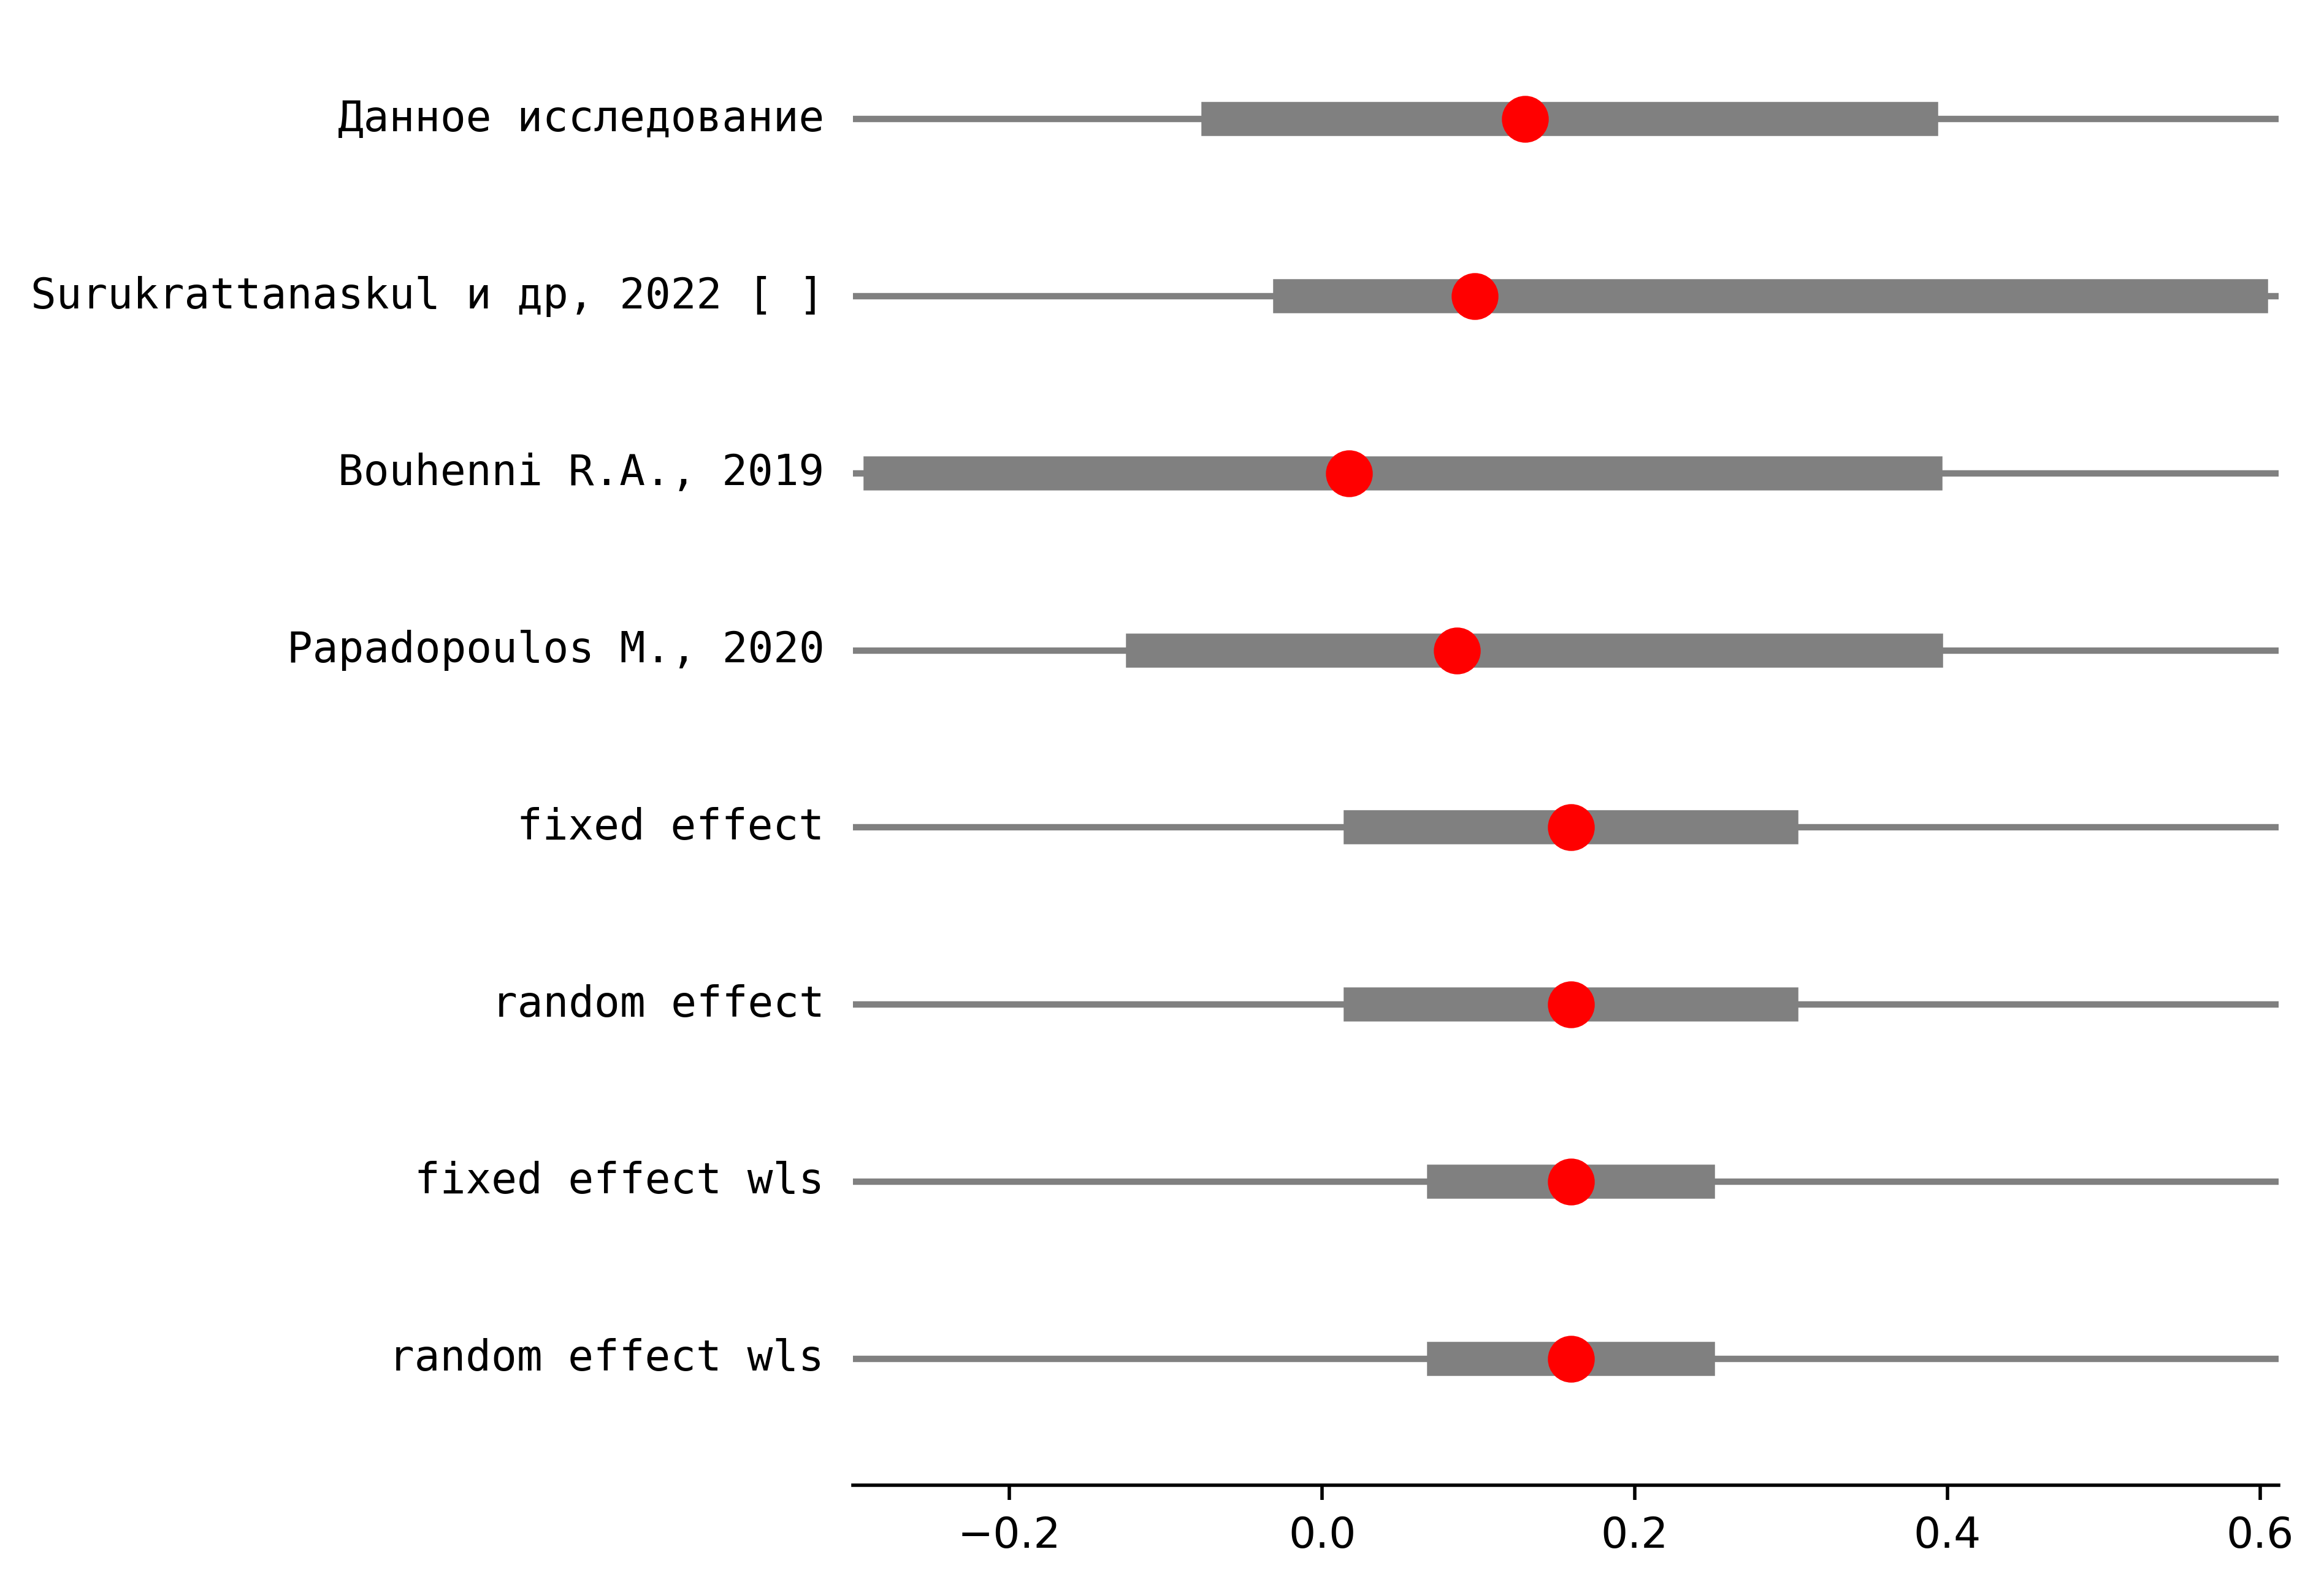 Данное исследование
Surukrattanaskul и др, 2022 [ ]
Bouhenni R.A., 2019
Papadopoulos M., 2020
fixed effect
random effect
fixed effect wls
random effect wls
−0.2 0.0 0.2 0.4 0.6